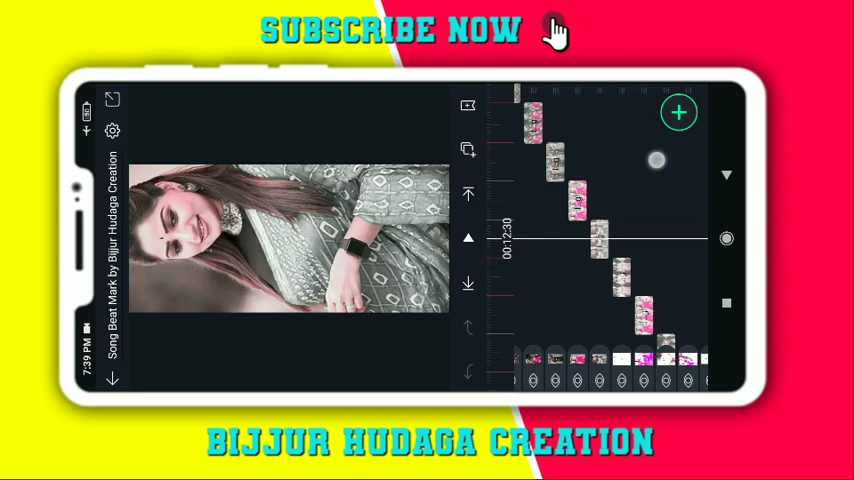 SUBSCRIBE NOW
7:39 PM
Song Beat Mark by Bijjur Hudaga Creation
00:12:30
BIJJUR HUDAGA CREATION